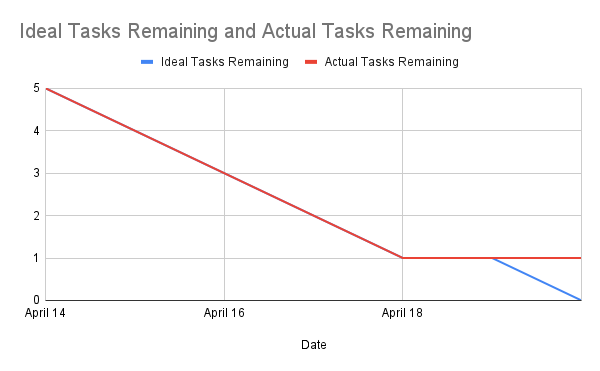 Ideal Tasks Remaining and Actual Tasks Remaining
Ideal Tasks Remaining Actual Tasks Remaining
5
4
3
2
1
0
April 14 April 16 April 18
Date